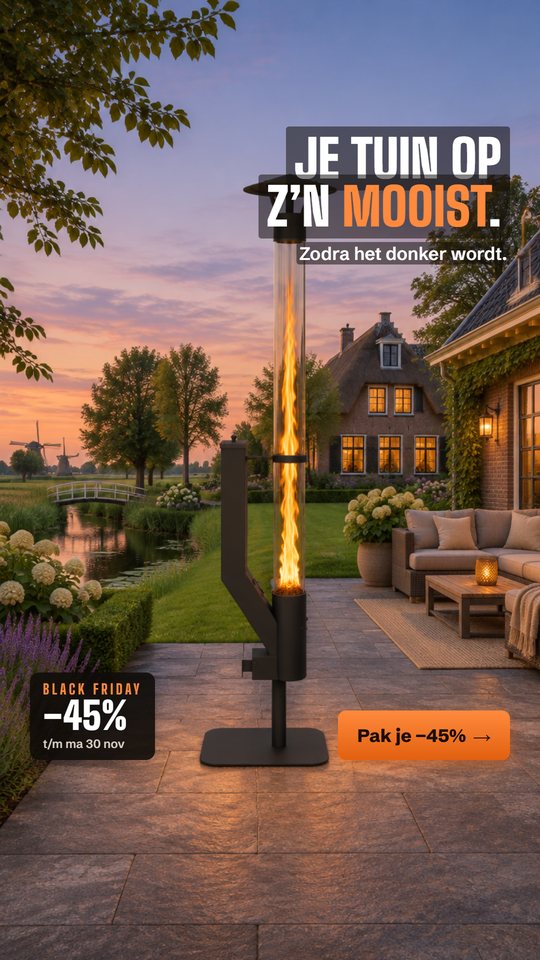 JE TUIN OP
Z'N MOOIST.
Zodra het donker wordt.
BLACK FRIDAY
–45%
t/m ma 30 nov
Pak je –45% →